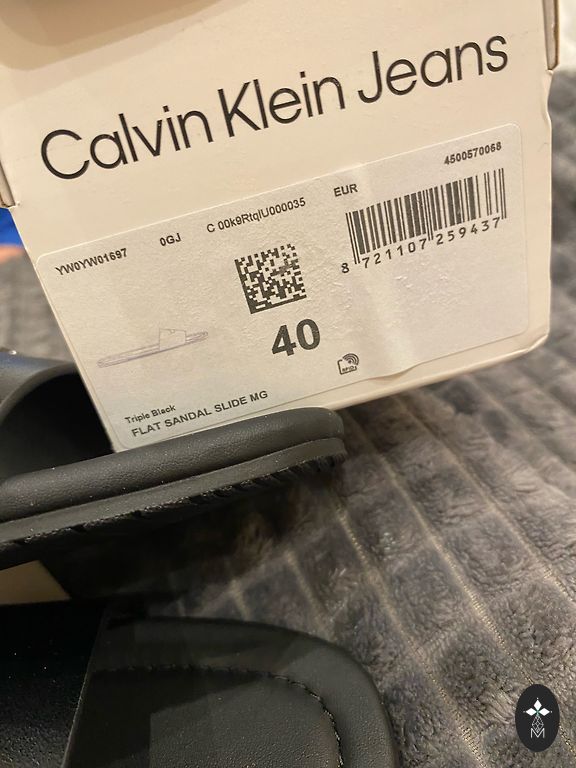 Calvin Klein Jeans
4500570068
YW0YW01697 0GJ C 00k9RtqIU000035 EUR
8 721107 259437
40
RFID
Triple Black
FLAT SANDAL SLIDE MG
M